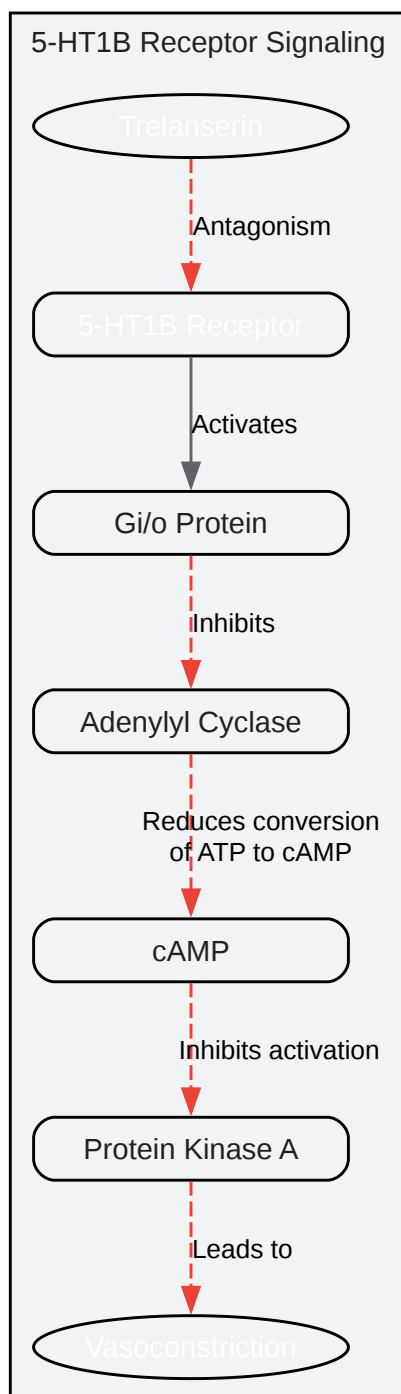 5-HT1B Receptor Signaling
Trelanserin
Antagonism
5-HT1B Receptor
Activates
Gi/o Protein
Inhibits
Adenylyl Cyclase
Reduces conversion
of ATP to cAMP
cAMP
Inhibits activation
Protein Kinase A
Leads to
Vasoconstriction